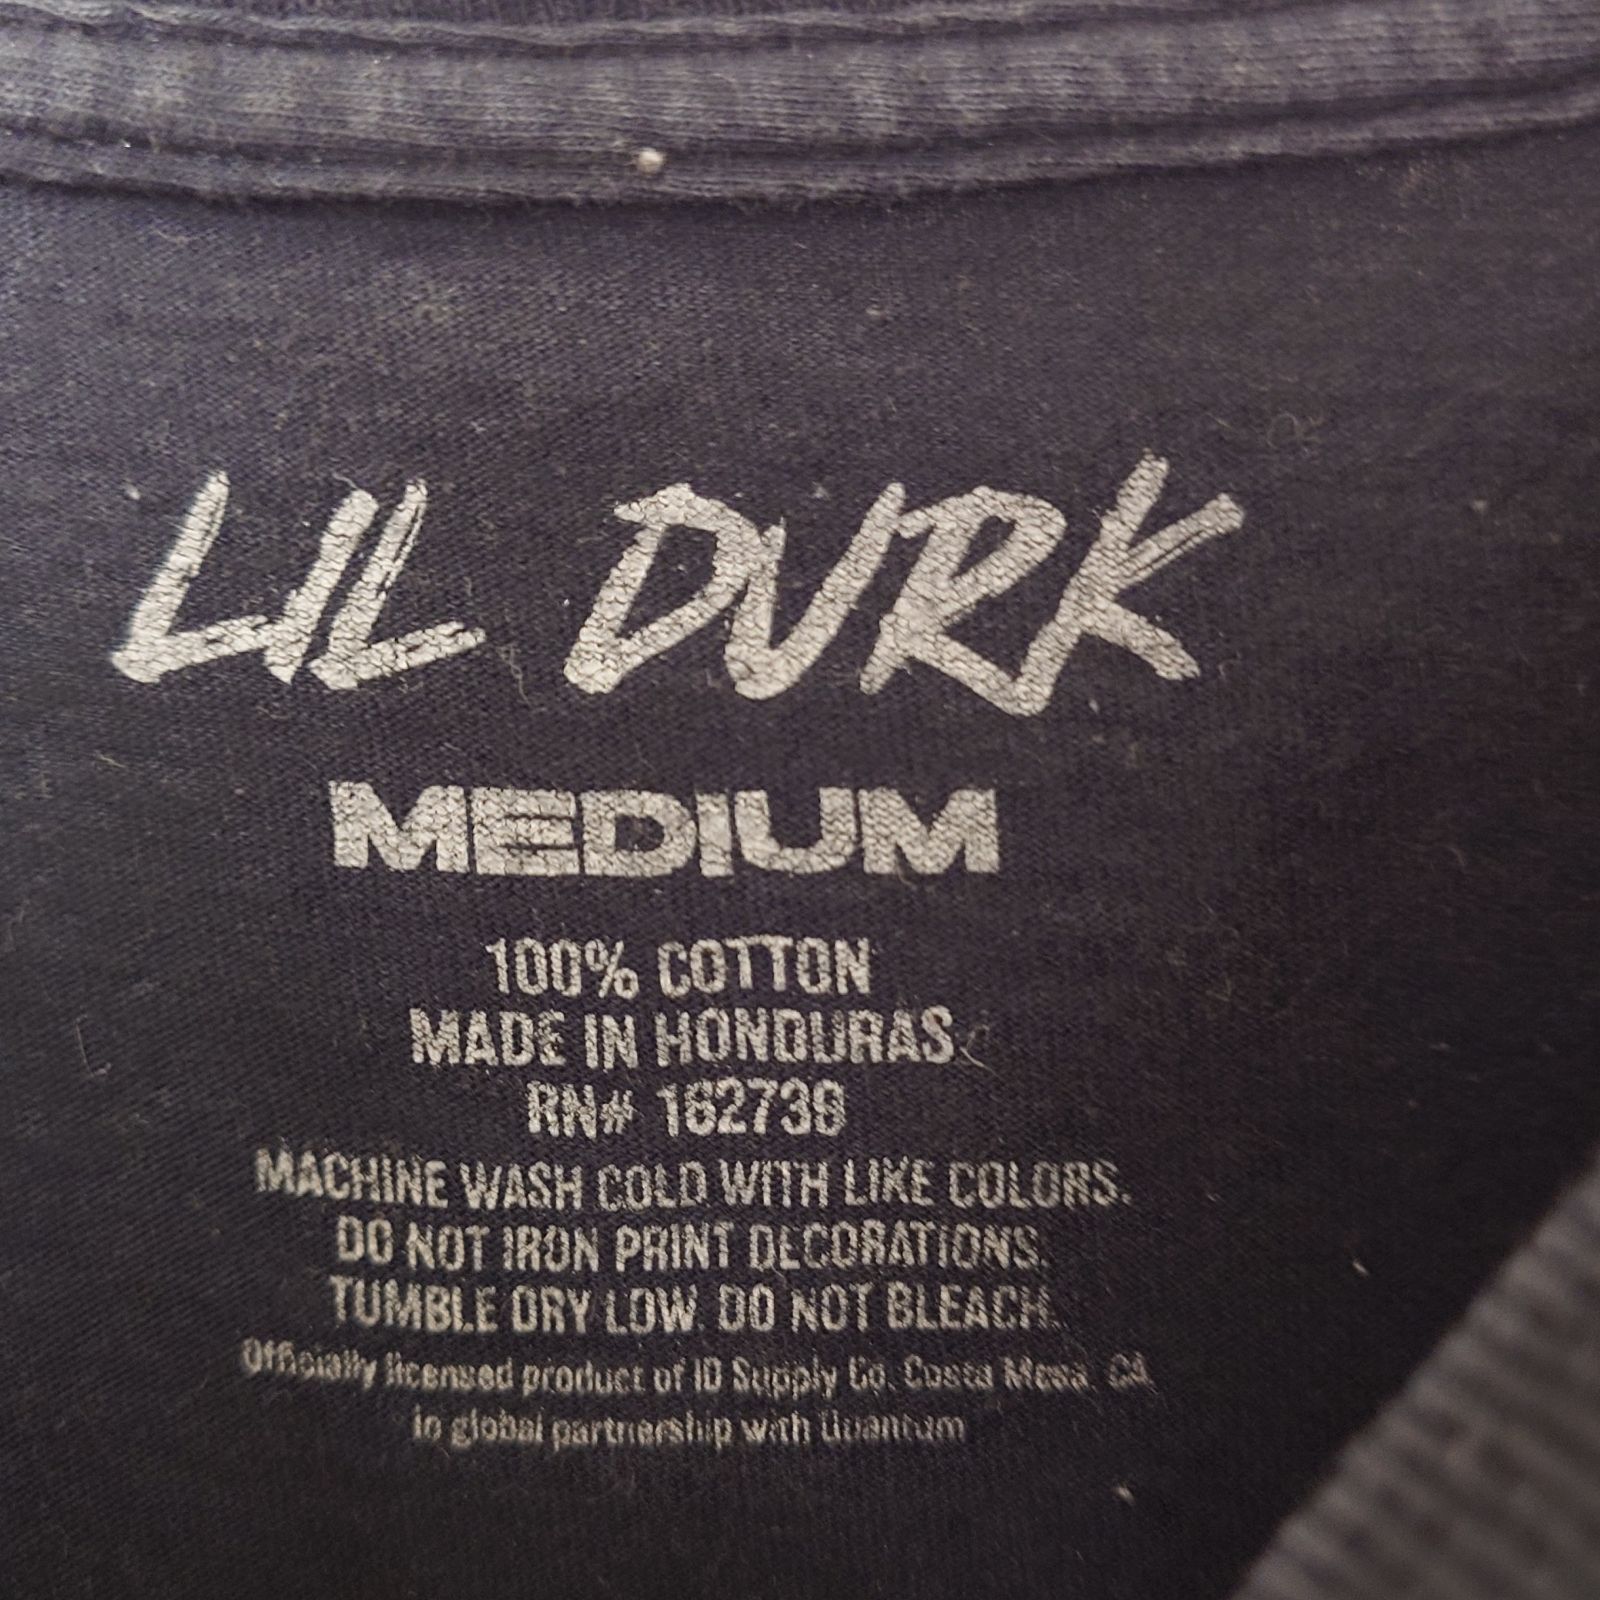 LIL DURK
MEDIUM
100% COTTON
MADE IN HONDURAS
RN# 162739
MACHINE WASH COLD WITH LIKE COLORS.
DO NOT IRON PRINT DECORATIONS.
TUMBLE DRY LOW. DO NOT BLEACH.
Officially licensed product of ID Supply Co. Costa Mesa, CA
In global partnership with Quantum